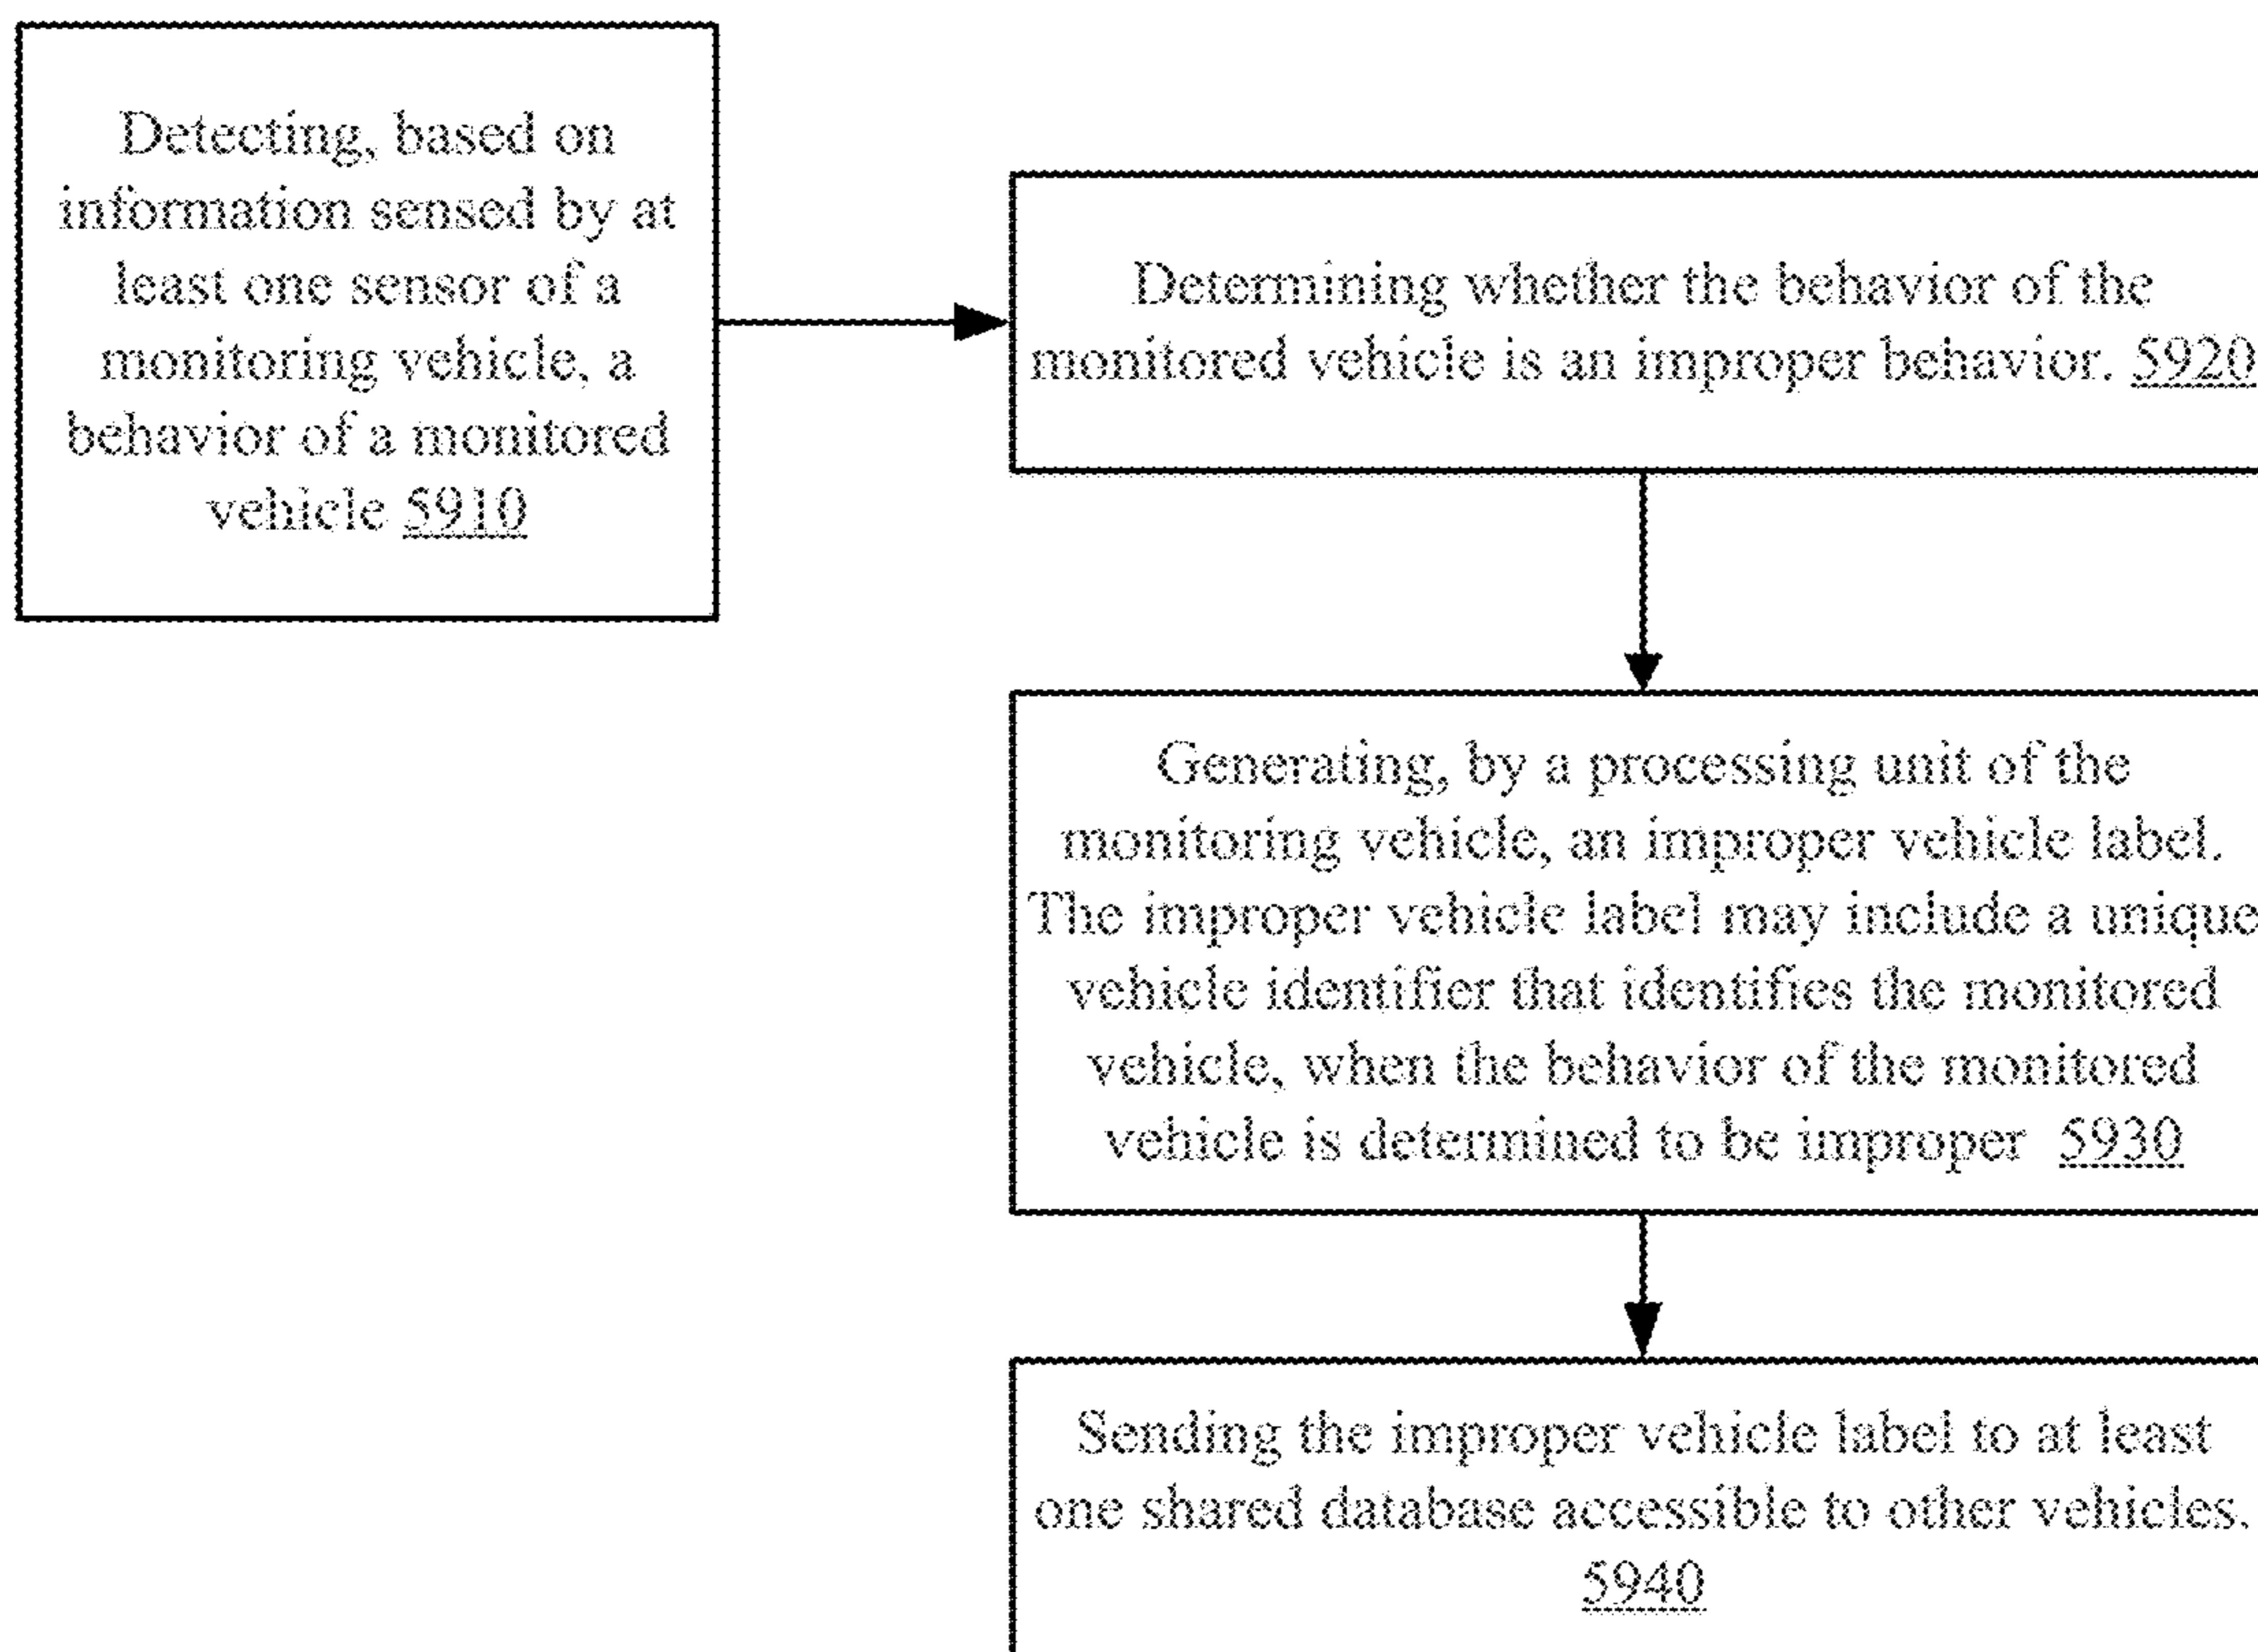 Detecting, based on
information sensed by at
least one sensor of a
monitoring vehicle, a
behavior of a monitored
vehicle 5910
Determining whether the behavior of the
monitored vehicle is an improper behavior. 5920
Generating, by a processing unit of the
monitoring vehicle, an improper vehicle label.
The improper vehicle label may include a unique
vehicle identifier that identifies the monitored
vehicle, when the behavior of the monitored
vehicle is determined to be improper 5930
Sending the improper vehicle label to at least
one shared database accessible to other vehicles.
5940